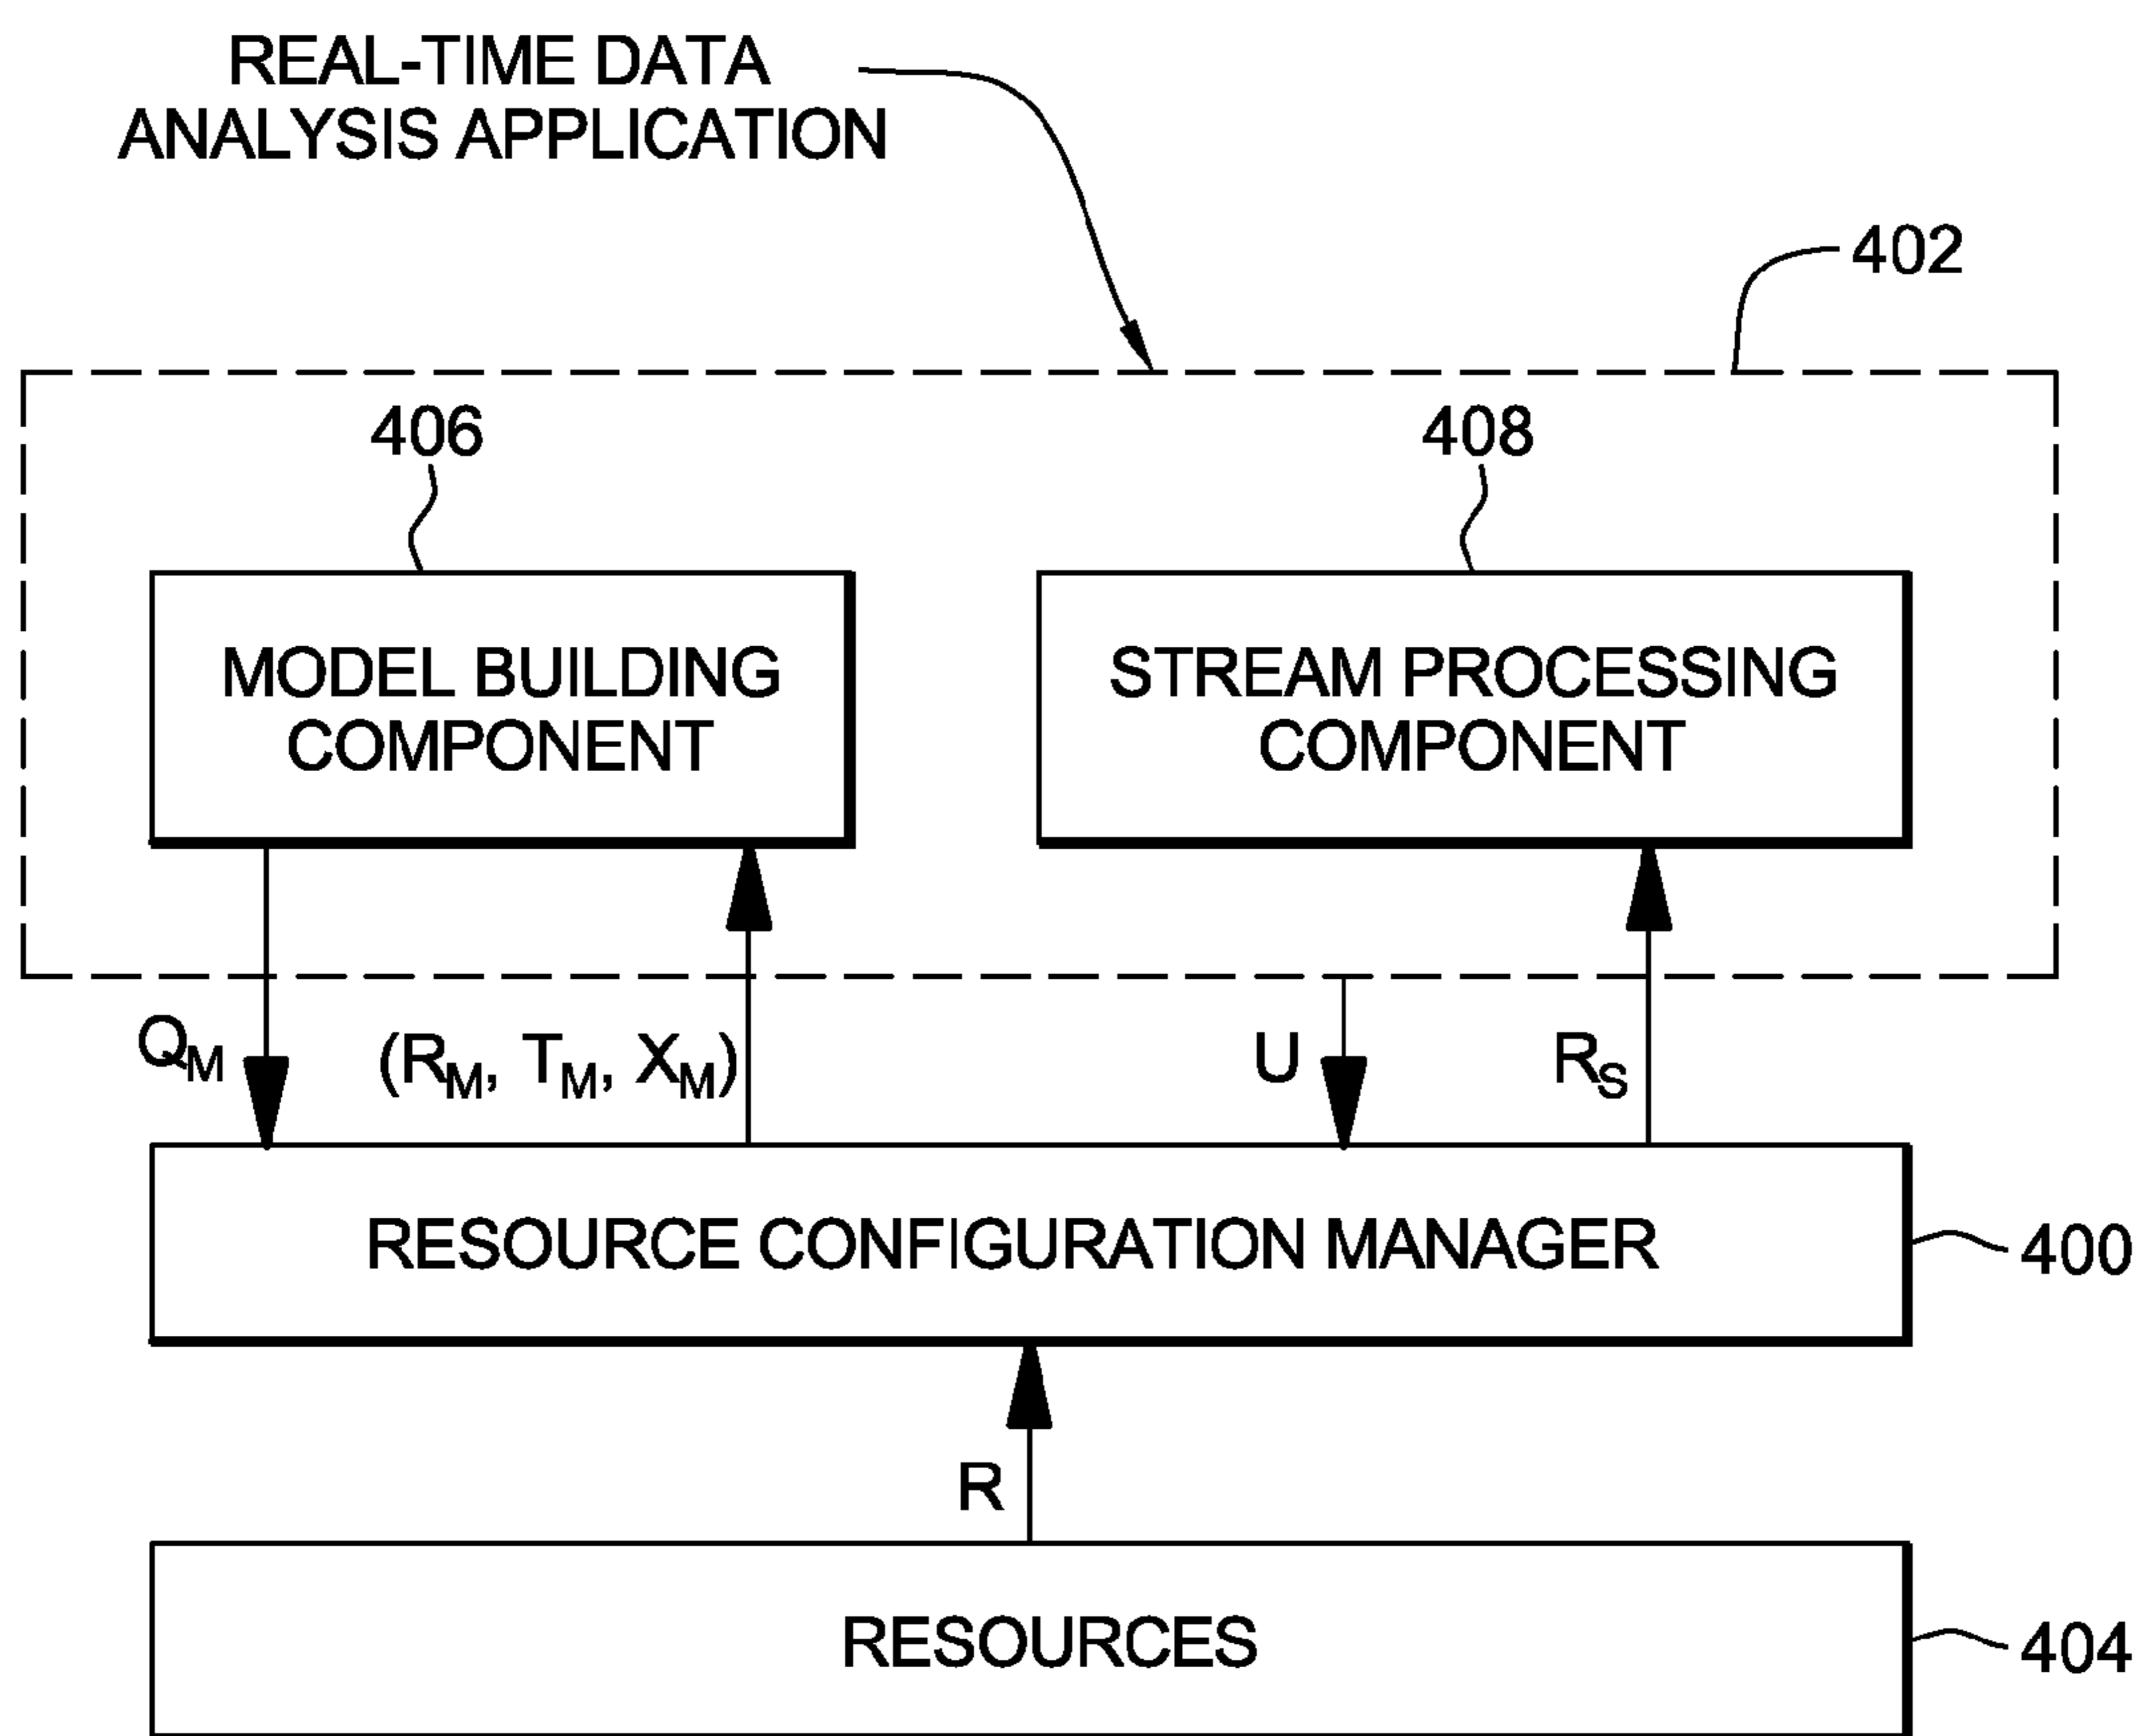 REAL-TIME DATA
ANALYSIS APPLICATION
402
406
408
MODEL BUILDING
COMPONENT
STREAM PROCESSING
COMPONENT
QM
(RM, TM, XM)
U
RS
RESOURCE CONFIGURATION MANAGER
400
R
RESOURCES
404